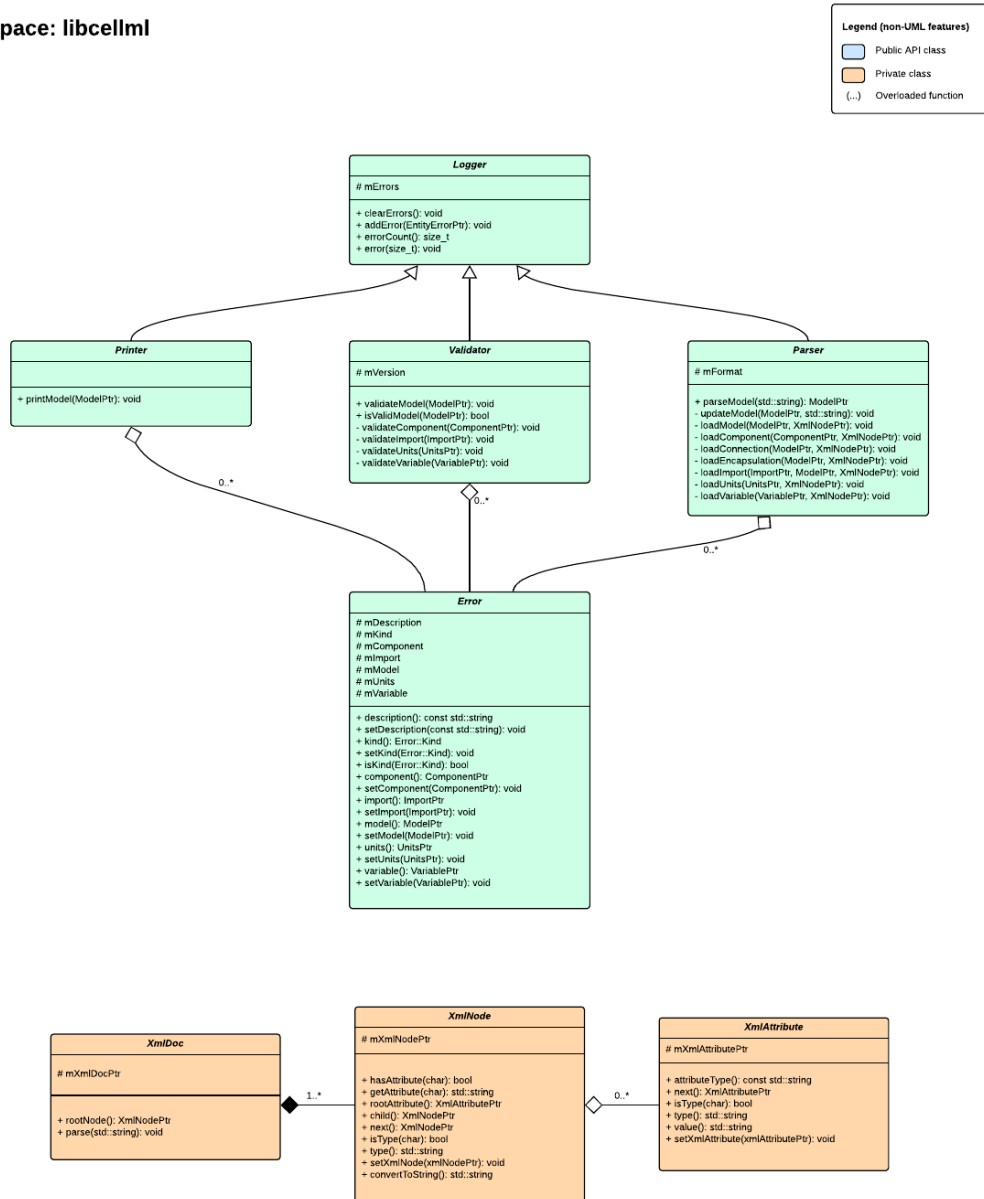 pace: libcellml
Legend (non-UML features)
Public API class
Private class
(...) Overloaded function
Logger
# mErrors
+ clearErrors(): void
+ addError(EntityErrorPtr): void
+ errorCount(): size_t
+ error(size_t): void
Printer
+ printModel(ModelPtr): void
Validator
# mVersion
+ validateModel(ModelPtr): void
+ isValidModel(ModelPtr): bool
- validateComponent(ComponentPtr): void
- validateImport(ImportPtr): void
- validateUnits(UnitsPtr): void
- validateVariable(VariablePtr): void
Parser
# mFormat
+ parseModel(std::string): ModelPtr
- updateModel(ModelPtr, std::string): void
- loadModel(ModelPtr, XmlNodePtr): void
- loadComponent(ComponentPtr, XmlNodePtr): void
- loadConnection(ModelPtr, XmlNodePtr): void
- loadEncapsulation(ModelPtr, XmlNodePtr): void
- loadImport(ImportPtr, ModelPtr, XmlNodePtr): void
- loadUnits(UnitsPtr, XmlNodePtr): void
- loadVariable(VariablePtr, XmlNodePtr): void
0..*
0..*
0..*
Error
# mDescription
# mKind
# mComponent
# mImport
# mModel
# mUnits
# mVariable
+ description(): const std::string
+ setDescription(const std::string): void
+ kind(): Error::Kind
+ setKind(Error::Kind): void
+ isKind(Error::Kind): bool
+ component(): ComponentPtr
+ setComponent(ComponentPtr): void
+ import(): ImportPtr
+ setImport(ImportPtr): void
+ model(): ModelPtr
+ setModel(ModelPtr): void
+ units(): UnitsPtr
+ setUnits(UnitsPtr): void
+ variable(): VariablePtr
+ setVariable(VariablePtr): void
XmlDoc
# mXmlDocPtr
+ rootNode(): XmlNodePtr
+ parse(std::string): void
1..*
XmlNode
# mXmlNodePtr
+ hasAttribute(char): bool
+ getAttribute(char): std::string
+ rootAttribute(): XmlAttributePtr
+ child(): XmlNodePtr
+ next(): XmlNodePtr
+ isType(char): bool
+ type(): std::string
+ setXmlNode(xmlNodePtr): void
+ convertToString(): std::string
0..*
XmlAttribute
# mXmlAttributePtr
+ attributeType(): const std::string
+ next(): XmlAttributePtr
+ isType(char): bool
+ type(): std::string
+ value(): std::string
+ setXmlAttribute(xmlAttributePtr): void